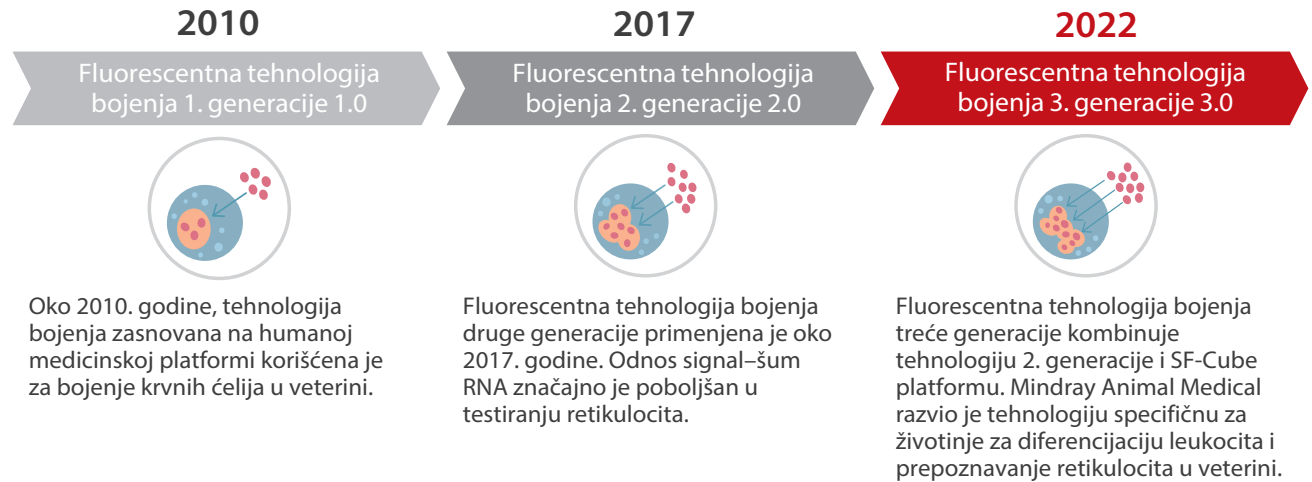 2010
Fluorescentna tehnologija
bojenja 1. generacije 1.0
Oko 2010. godine, tehnologija
bojenja zasnovana na humanoj
medicinskoj platformi korišćena je
za bojenje krvnih ćelija u veterini.
2017
Fluorescentna tehnologija
bojenja 2. generacije 2.0
Fluorescentna tehnologija bojenja
druge generacije primenjena je oko
2017. godine. Odnos signal–šum
RNA značajno je poboljšan u
testiranju retikulocita.
2022
Fluorescentna tehnologija
bojenja 3. generacije 3.0
Fluorescentna tehnologija bojenja
treće generacije kombinuje
tehnologiju 2. generacije i SF-Cube
platformu. Mindray Animal Medical
razvio je tehnologiju specifičnu za
životinje za diferencijaciju leukocita i
prepoznavanje retikulocita u veterini.